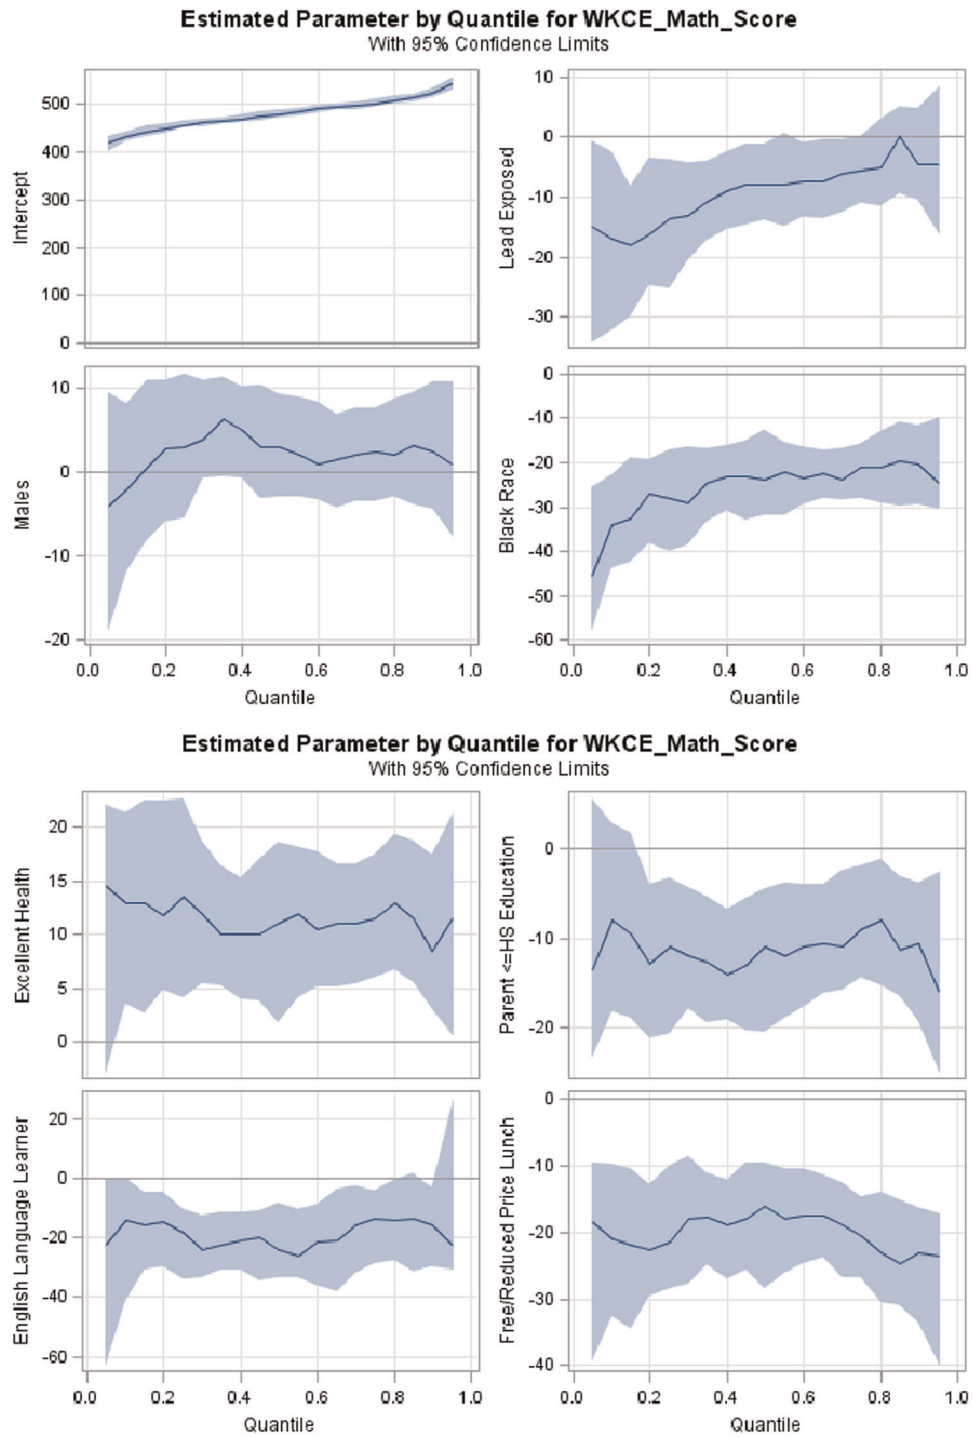 Estimated Parameter by Quantile for WKCE_Math_Score
With 95% Confidence Limits
Intercept
500
400
300
200
100
0
Lead Exposed
10
0
-10
-20
-30
Males
10
0
-10
-20
0.0 0.2 0.4 0.6 0.8 1.0
Quantile
Black Race
0
-10
-20
-30
-40
-50
-60
0.0 0.2 0.4 0.6 0.8 1.0
Quantile
Estimated Parameter by Quantile for WKCE_Math_Score
With 95% Confidence Limits
Excellent Health
20
15
10
5
0
Parent <=HS Education
0
-10
-20
English Language Learner
20
0
-20
-40
-60
0.0 0.2 0.4 0.6 0.8 1.0
Quantile
Free/Reduced Price Lunch
0
-10
-20
-30
-40
0.0 0.2 0.4 0.6 0.8 1.0
Quantile